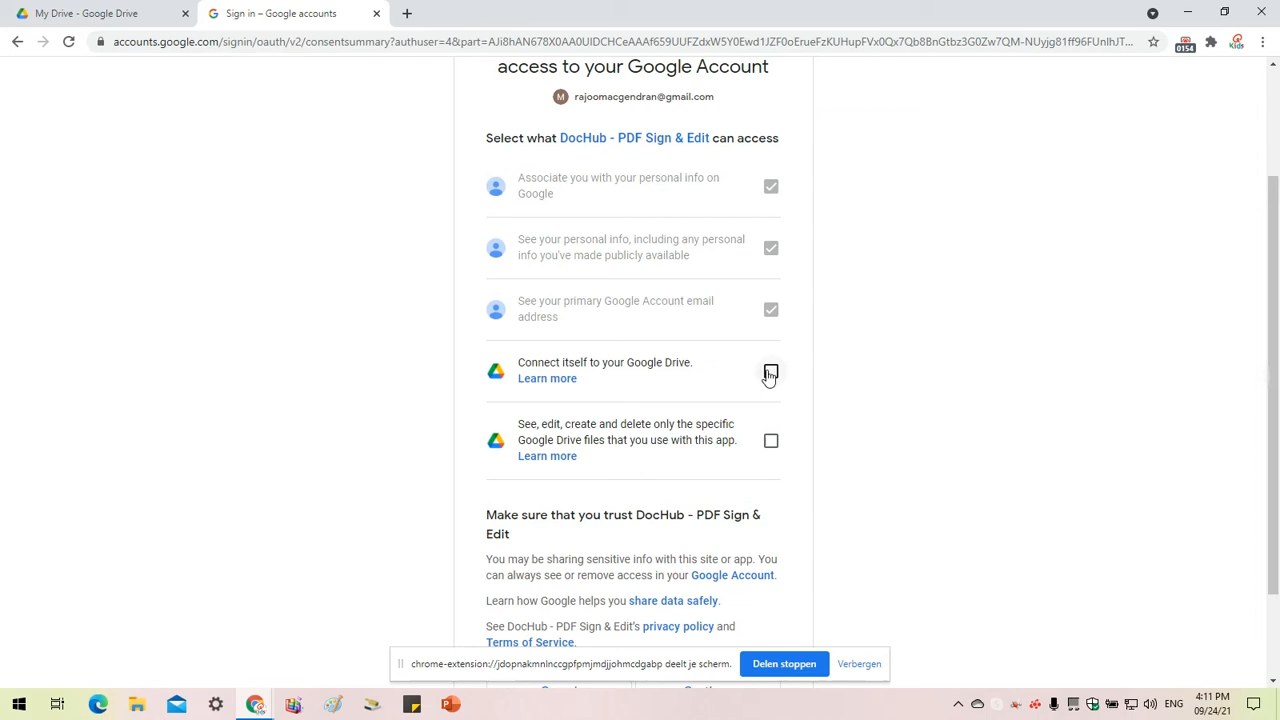 My Drive - Google Drive
Sign in – Google accounts
accounts.google.com/signin/oauth/v2/consentsummary?authuser=4&part=
0154
Kids
access to your Google Account
M rajoomacgendran@gmail.com
Select what DocHub - PDF Sign & Edit can access
Associate you with your personal info on
Google
See your personal info, including any personal
info you've made publicly available
See your primary Google Account email
address
Connect itself to your Google Drive.
Learn more
See, edit, create and delete only the specific
Google Drive files that you use with this app.
Learn more
Make sure that you trust DocHub - PDF Sign &
Edit
You may be sharing sensitive info with this site or app. You
can always see or remove access in your Google Account.
Learn how Google helps you share data safely.
See DocHub - PDF Sign & Edit's privacy policy and
Terms of Service.
chrome-extension://jdopnakmnlnccgpfpmjmdjjohmcdgabp deelt je scherm.
Delen stoppen
Verbergen
ENG
4:11 PM
09/24/21